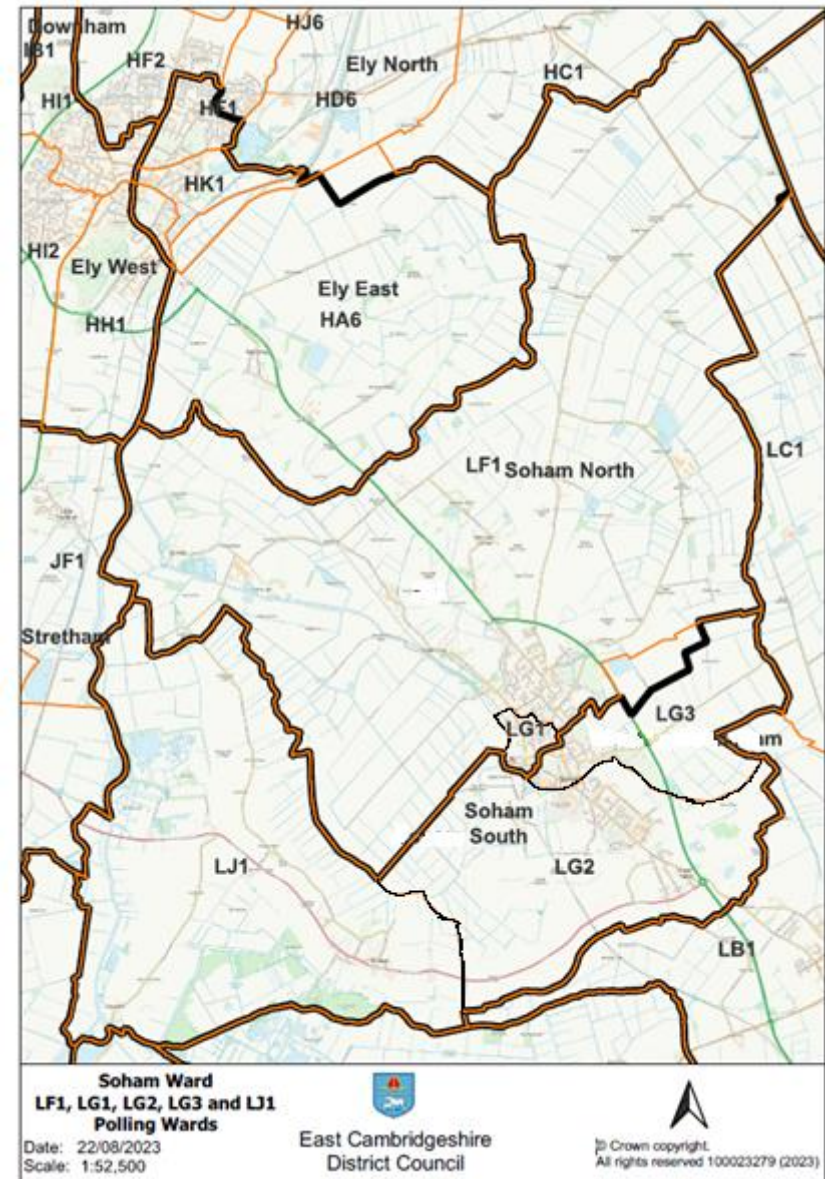 Downham
IB1
HJ6
HF2
Ely North
HC1
HI1
HE1
HD6
HK1
HI2
Ely West
Ely East
HH1
HA6
LF1
Soham North
LC1
JF1
Stretham
LG1
LG3
am
Soham
South
LJ1
LG2
LB1
Soham Ward
LF1, LG1, LG2, LG3 and LJ1
Polling Wards
Date: 22/08/2023
Scale: 1:52,500
East Cambridgeshire
District Council
© Crown copyright.
All rights reserved 100023279 (2023)